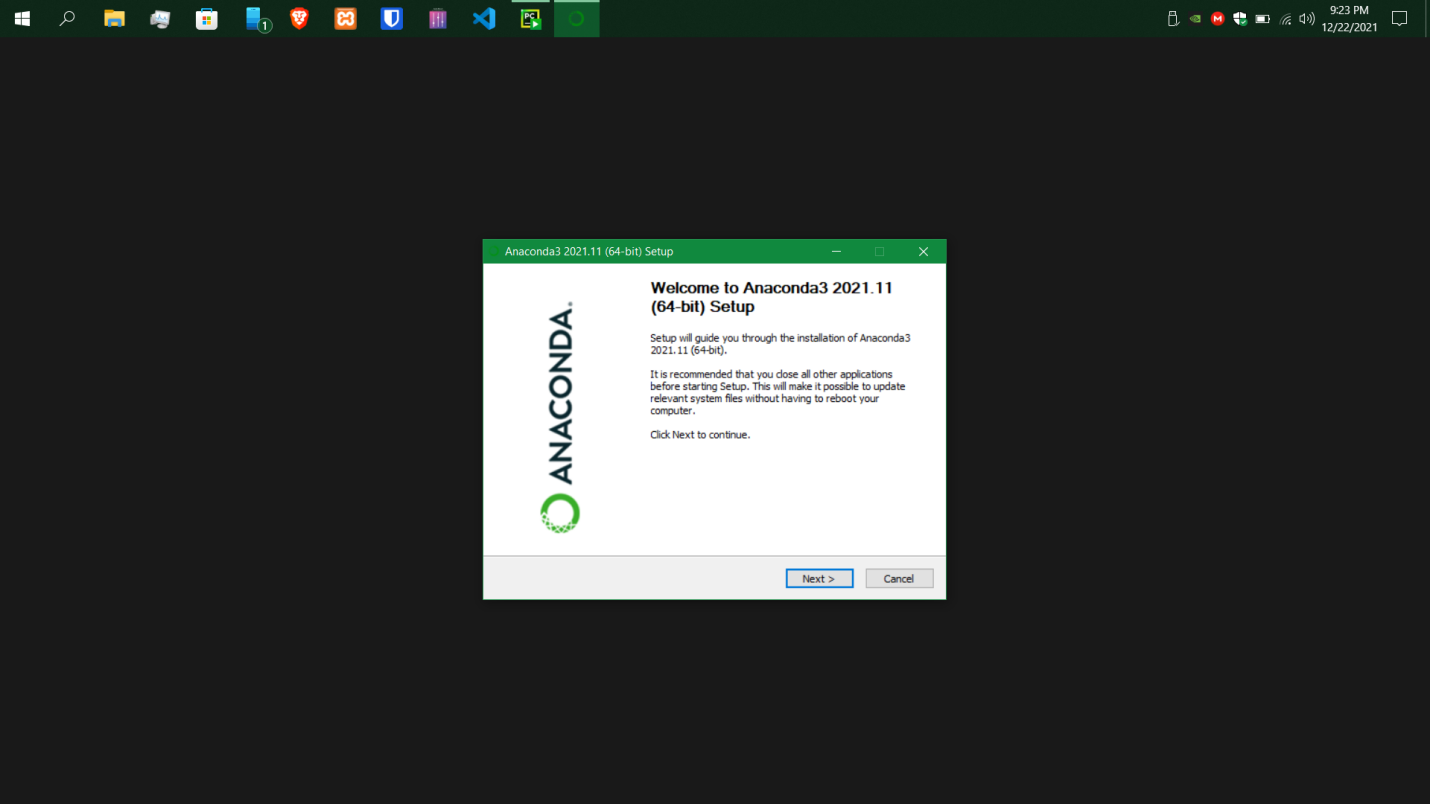 1
PC
M
9:23 PM
12/22/2021
Anaconda3 2021.11 (64-bit) Setup
ANACONDA®
Welcome to Anaconda3 2021.11
(64-bit) Setup
Setup will guide you through the installation of Anaconda3
2021.11 (64-bit).
It is recommended that you close all other applications
before starting Setup. This will make it possible to update
relevant system files without having to reboot your
computer.
Click Next to continue.
Next >
Cancel